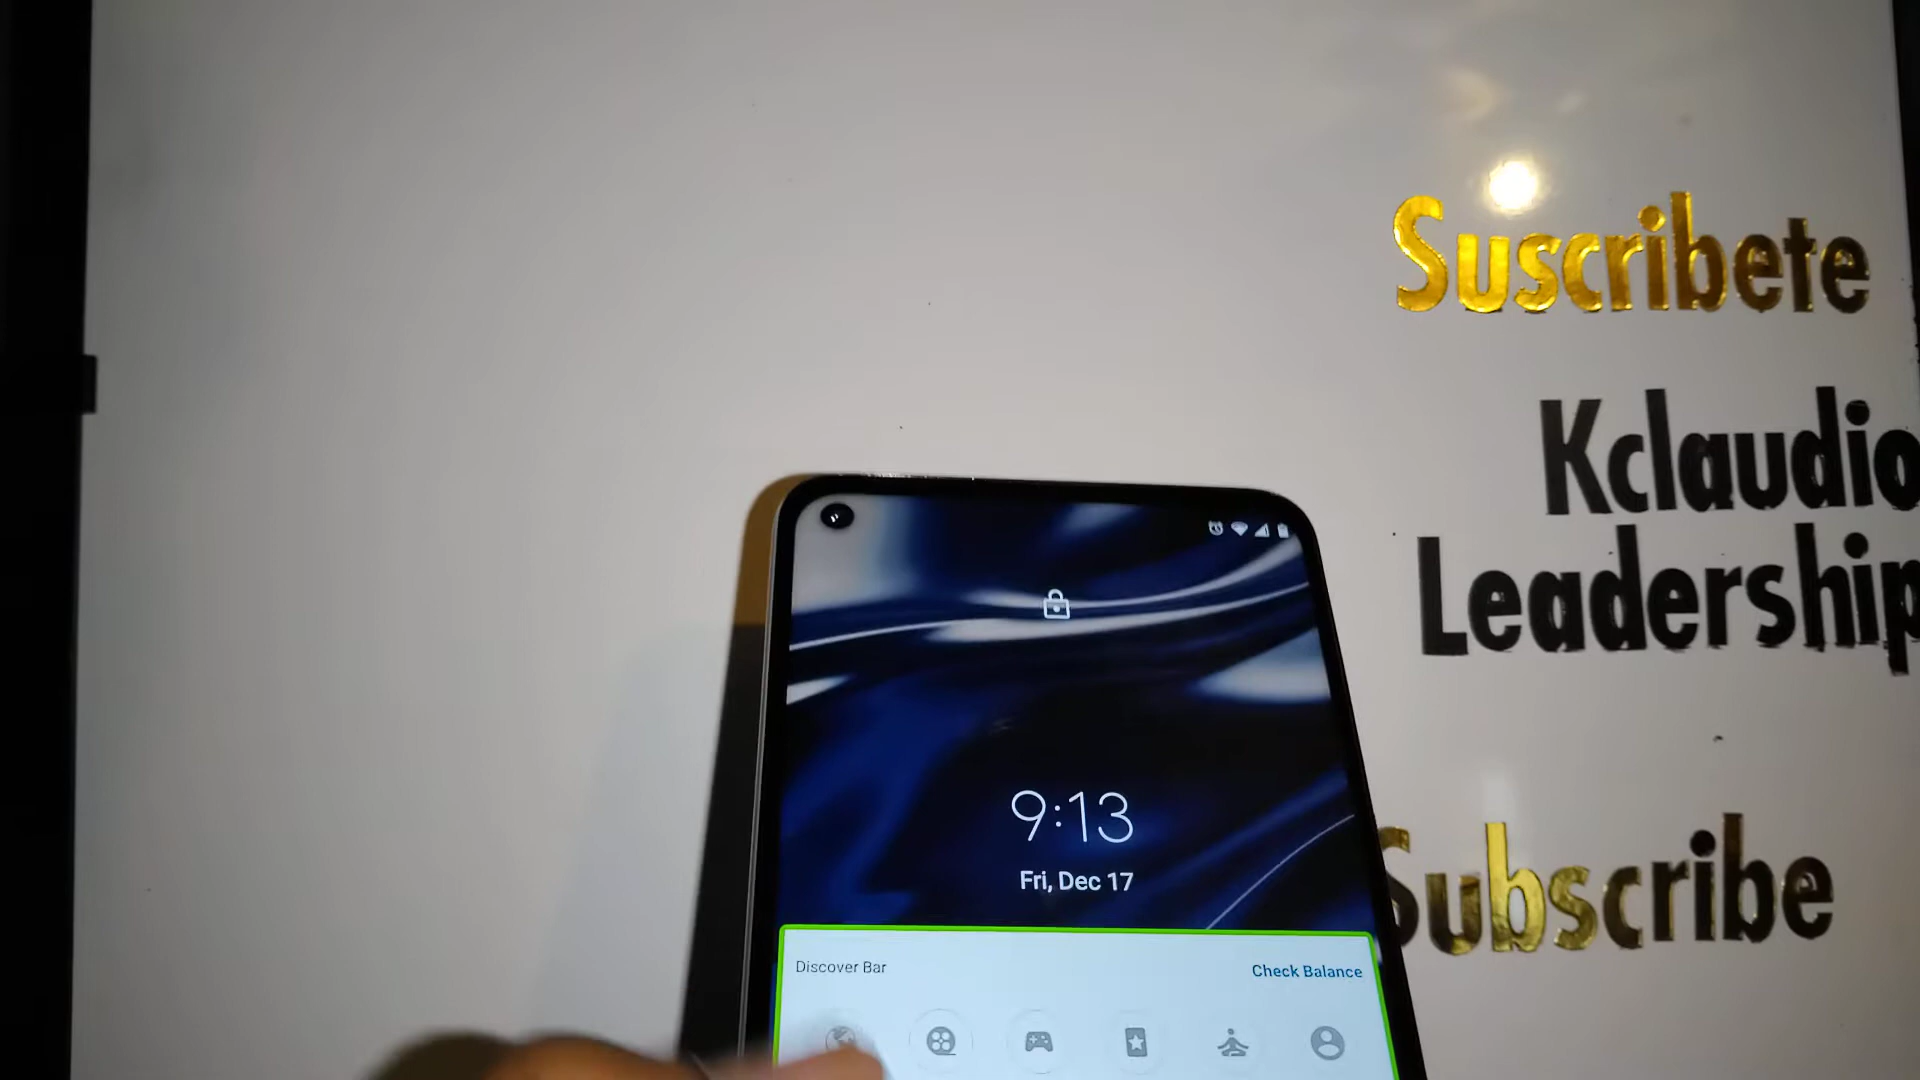 Suscribete
Kclaudio
Leadership
9:13
Fri, Dec 17
Subscribe
Discover Bar
Check Balance